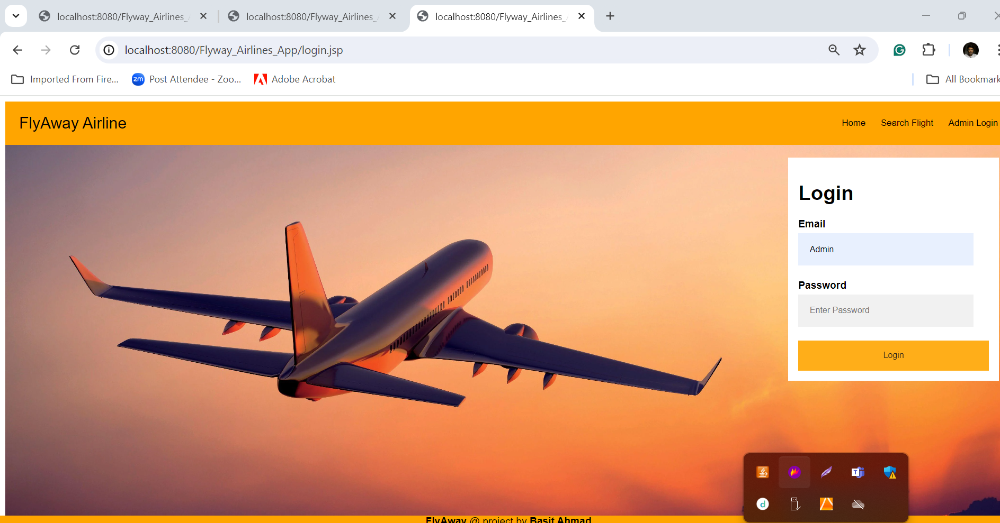 localhost:8080/Flyway_Airlines_ localhost:8080/Flyway_Airlines_ localhost:8080/Flyway_Airlines_
localhost:8080/Flyway_Airlines_App/login.jsp
Imported From Fire... zm Post Attendee - Zoo... Adobe Acrobat All Bookmark
FlyAway Airline Home Search Flight Admin Login
Login
Email
Admin
Password
Enter Password
Login
FlyAway @ project by Basit Ahmad